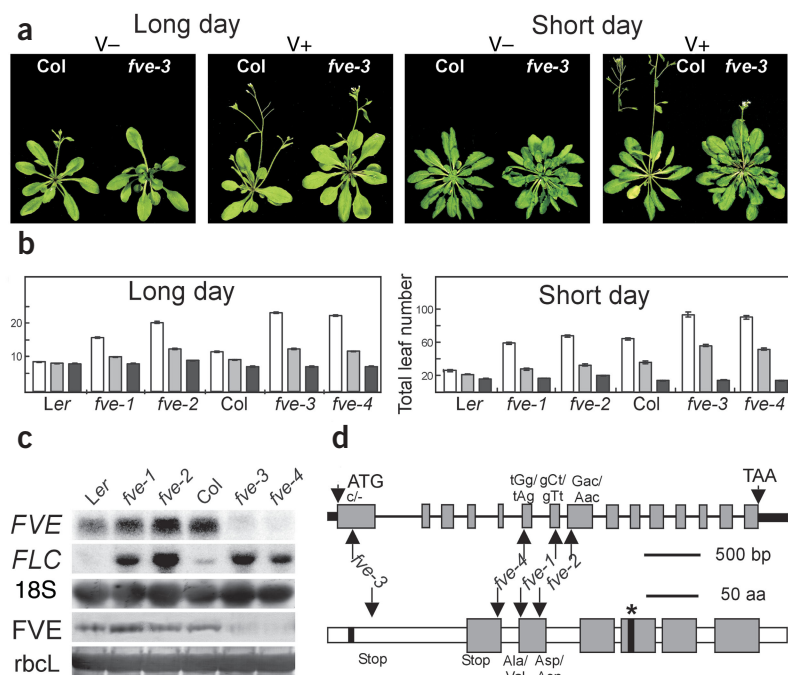 a
Long day
Short day
V–
V+
V–
V+
Col fve-3
Col fve-3
Col fve-3
Col fve-3
b
Long day
20
10
Ler fve-1 fve-2 Col fve-3 fve-4
Short day
Total leaf number
100
60
20
Ler fve-1 fve-2 Col fve-3 fve-4
c
Ler fve-1 fve-2 Col fve-3 fve-4
FVE
FLC
18S
FVE
rbcL
d
ATG
c/-
tGg/
tAg
gCt/
gTt
Gac/
Aac
TAA
fve-3
fve-4
fve-1
fve-2
500 bp
50 aa
*
Stop
Stop
Ala/
Asp/